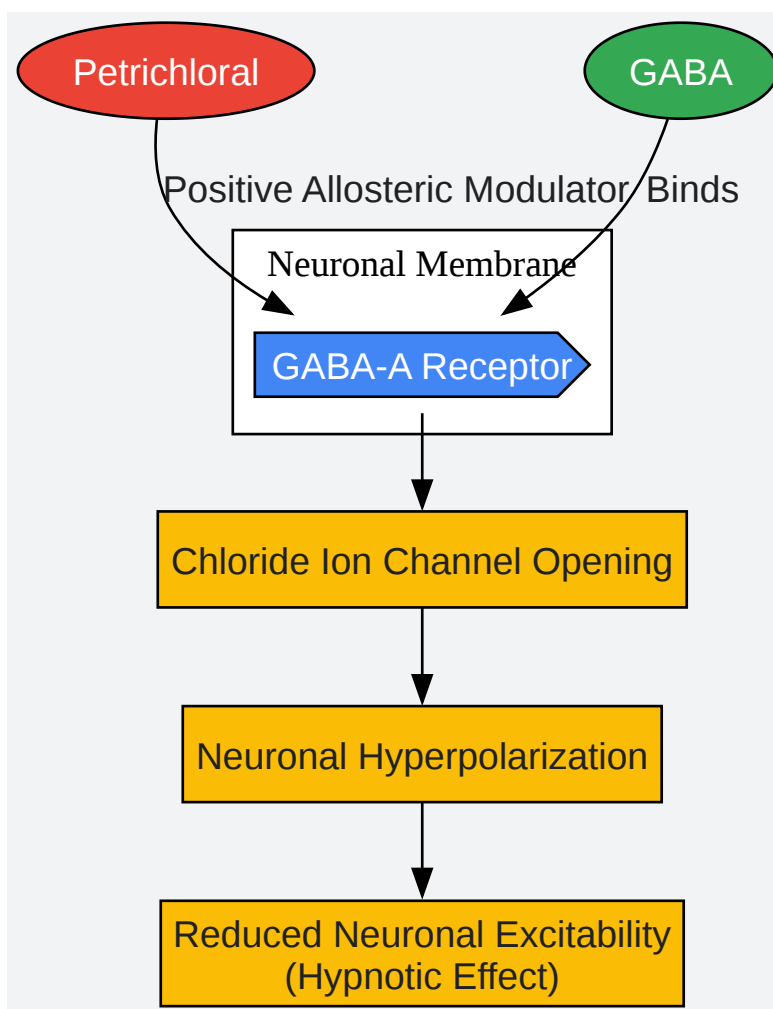 Petrichloral
GABA
Positive Allosteric Modulator
Binds
Neuronal Membrane
GABA-A Receptor
Chloride Ion Channel Opening
Neuronal Hyperpolarization
Reduced Neuronal Excitability
(Hypnotic Effect)